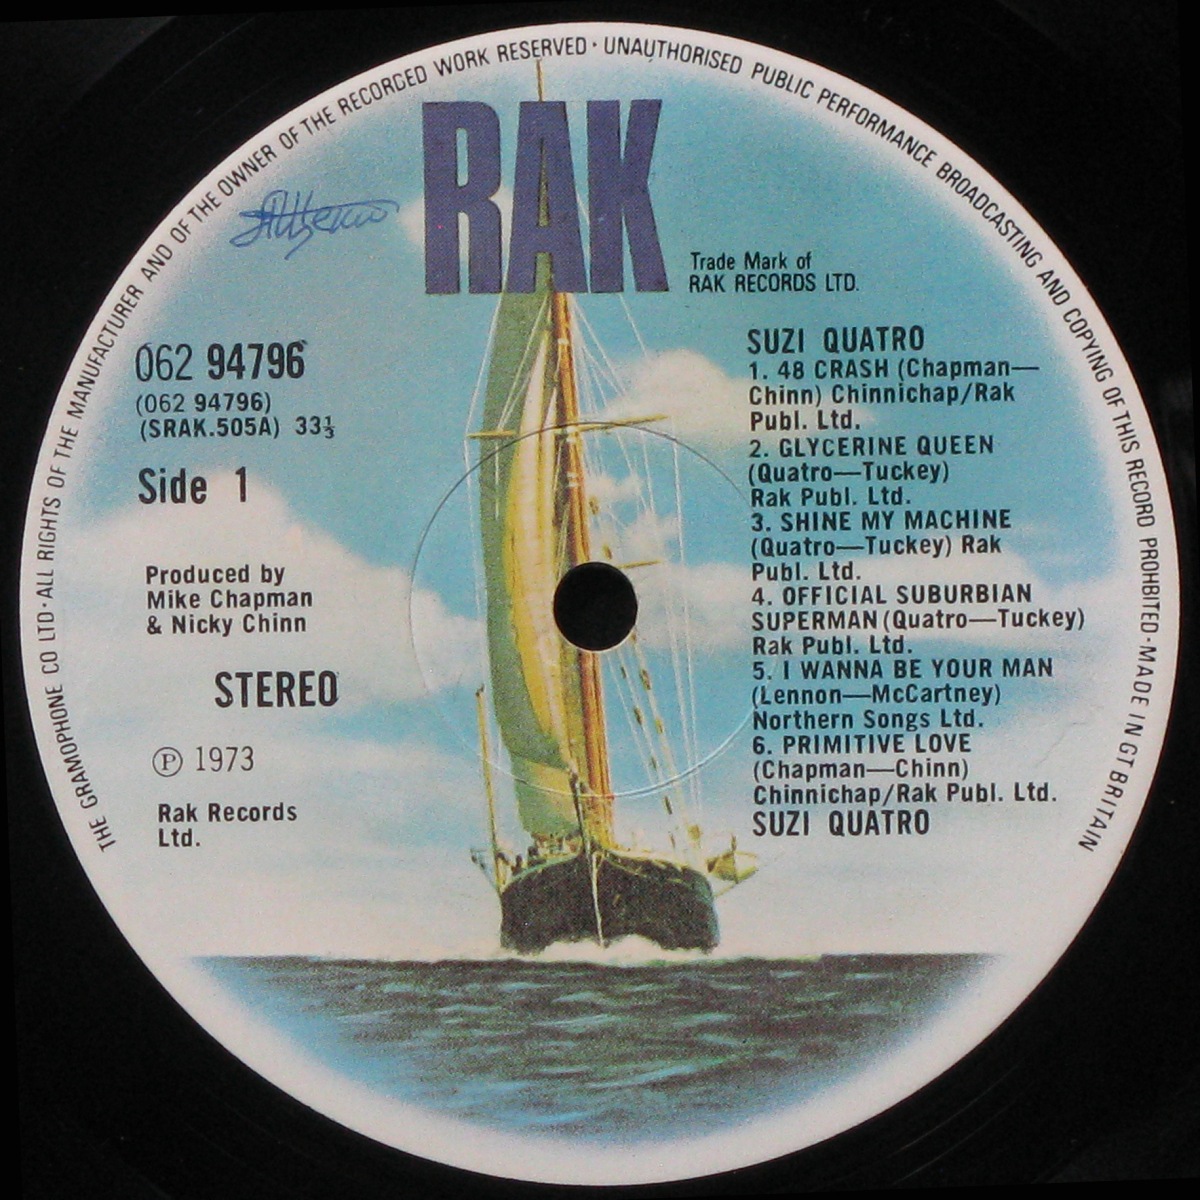 THE GRAMOPHONE CO LTD·ALL RIGHTS OF THE MANUFACTURER AND OF THE OWNER OF THE RECORDED WORK RESERVED·UNAUTHORISED PUBLIC PERFORMANCE BROADCASTING AND COPYING OF THIS RECORD PROHIBITED·MADE IN GT BRITAIN
RAK
Trade Mark of
RAK RECORDS LTD.
062 94796
(062 94796)
(SRAK.505A) 33⅓
Side 1
Produced by
Mike Chapman
& Nicky Chinn
STEREO
Ⓟ 1973
Rak Records
Ltd.
SUZI QUATRO
1. 48 CRASH (Chapman—
Chinn) Chinnichap/Rak
Publ. Ltd.
2. GLYCERINE QUEEN
(Quatro—Tuckey)
Rak Publ. Ltd.
3. SHINE MY MACHINE
(Quatro—Tuckey) Rak
Publ. Ltd.
4. OFFICIAL SUBURBIAN
SUPERMAN (Quatro—Tuckey)
Rak Publ. Ltd.
5. I WANNA BE YOUR MAN
(Lennon—McCartney)
Northern Songs Ltd.
6. PRIMITIVE LOVE
(Chapman—Chinn)
Chinnichap/Rak Publ. Ltd.
SUZI QUATRO